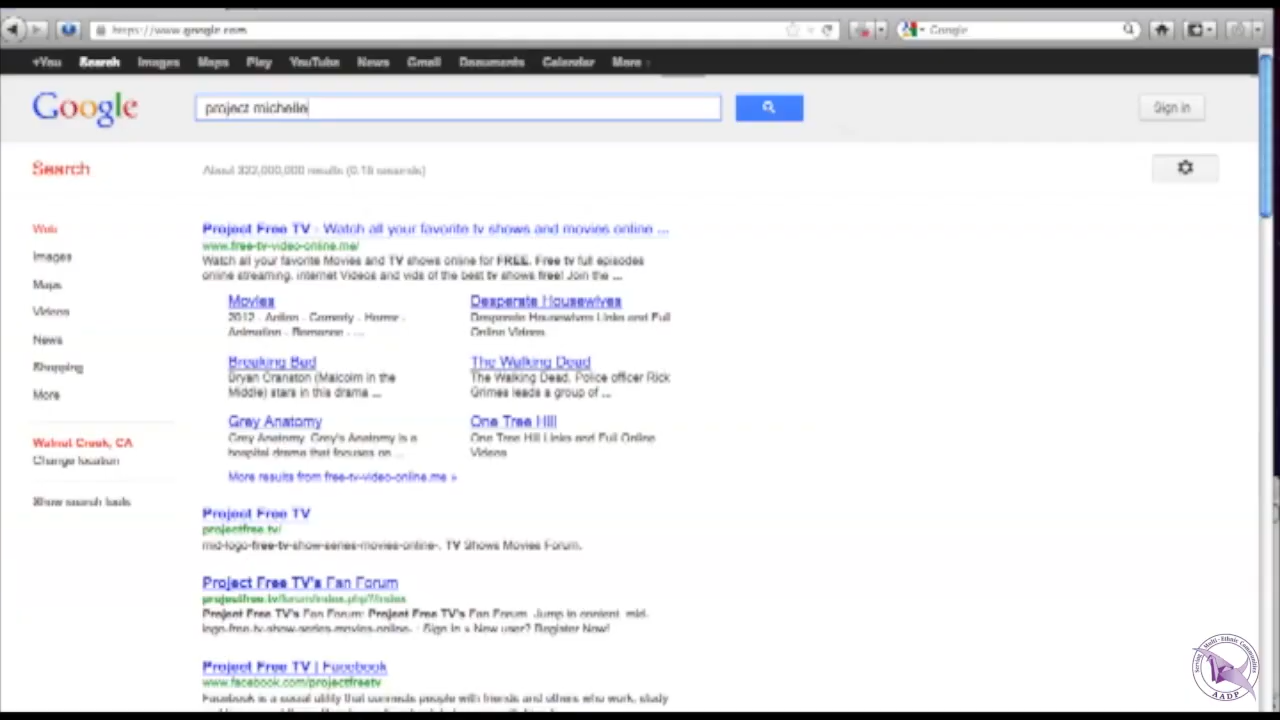 https://www.google.com
Google
+You Search Images Maps Play YouTube News Gmail Documents Calendar More
Google
project michelle
Sign in
Search
About 322,000,000 results (0.18 seconds)
Web
Images
Maps
Videos
News
Shopping
More
Walnut Creek, CA
Change location
Show search tools
Project Free TV - Watch all your favorite tv shows and movies online ...
www.free-tv-video-online.me/
Watch all your favorite Movies and TV shows online for FREE. Free tv full episodes
online streaming, internet Videos and vids of the best tv shows free! Join the ...
Movies
2012 - Action - Comedy - Horror -
Animation - Romance - ...
Desperate Housewives
Desperate Housewives Links and Full
Online Videos
Breaking Bad
Bryan Cranston (Malcolm in the
Middle) stars in this drama ...
The Walking Dead
The Walking Dead. Police officer Rick
Grimes leads a group of ...
Grey Anatomy
Grey Anatomy. Grey's Anatomy is a
hospital drama that focuses on ...
One Tree Hill
One Tree Hill Links and Full Online
Videos
More results from free-tv-video-online.me »
Project Free TV
projectfree.tv/
mid-logo-free-tv-show-series-movies-online-. TV Shows Movies Forum.
Project Free TV's Fan Forum
projectfree.tv/forum/index.php?/index
Project Free TV's Fan Forum: Project Free TV's Fan Forum. Jump to content. mid-
logo-free-tv-show-series-movies-online- · Sign In » New user? Register Now!
Project Free TV | Facebook
www.facebook.com/projectfreetv
Facebook is a social utility that connects people with friends and others who work, study
Multi-Ethnic Communities
AADP